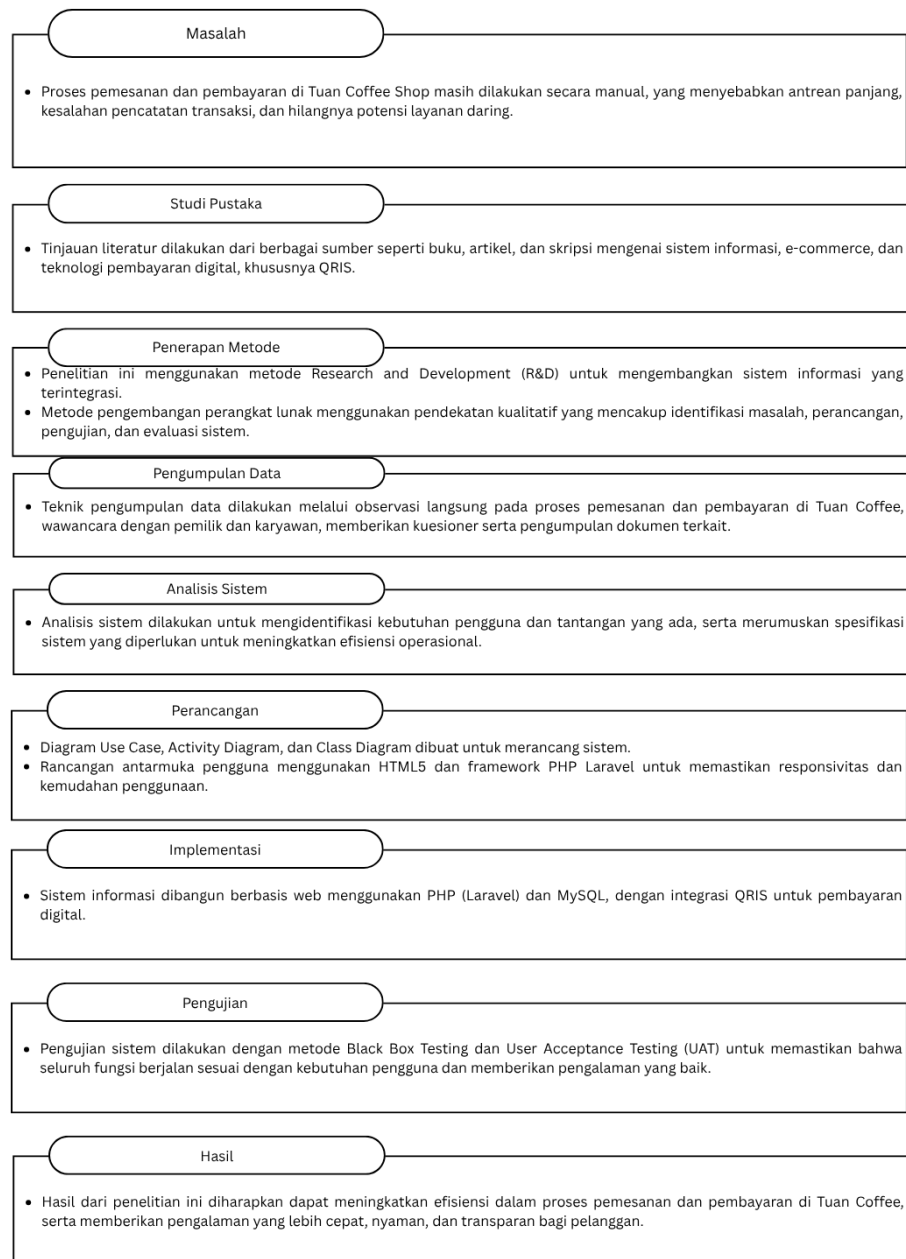 Masalah
• Proses pemesanan dan pembayaran di Tuan Coffee Shop masih dilakukan secara manual, yang menyebabkan antrean panjang,
kesalahan pencatatan transaksi, dan hilangnya potensi layanan daring.
Studi Pustaka
• Tinjauan literatur dilakukan dari berbagai sumber seperti buku, artikel, dan skripsi mengenai sistem informasi, e-commerce, dan
teknologi pembayaran digital, khususnya QRIS.
Penerapan Metode
• Penelitian ini menggunakan metode Research and Development (R&D) untuk mengembangkan sistem informasi yang
terintegrasi.
• Metode pengembangan perangkat lunak menggunakan pendekatan kualitatif yang mencakup identifikasi masalah, perancangan,
pengujian, dan evaluasi sistem.
Pengumpulan Data
• Teknik pengumpulan data dilakukan melalui observasi langsung pada proses pemesanan dan pembayaran di Tuan Coffee,
wawancara dengan pemilik dan karyawan, memberikan kuesioner serta pengumpulan dokumen terkait.
Analisis Sistem
• Analisis sistem dilakukan untuk mengidentifikasi kebutuhan pengguna dan tantangan yang ada, serta merumuskan spesifikasi
sistem yang diperlukan untuk meningkatkan efisiensi operasional.
Perancangan
• Diagram Use Case, Activity Diagram, dan Class Diagram dibuat untuk merancang sistem.
• Rancangan antarmuka pengguna menggunakan HTML5 dan framework PHP Laravel untuk memastikan responsivitas dan
kemudahan penggunaan.
Implementasi
• Sistem informasi dibangun berbasis web menggunakan PHP (Laravel) dan MySQL, dengan integrasi QRIS untuk pembayaran
digital.
Pengujian
• Pengujian sistem dilakukan dengan metode Black Box Testing dan User Acceptance Testing (UAT) untuk memastikan bahwa
seluruh fungsi berjalan sesuai dengan kebutuhan pengguna dan memberikan pengalaman yang baik.
Hasil
• Hasil dari penelitian ini diharapkan dapat meningkatkan efisiensi dalam proses pemesanan dan pembayaran di Tuan Coffee,
serta memberikan pengalaman yang lebih cepat, nyaman, dan transparan bagi pelanggan.